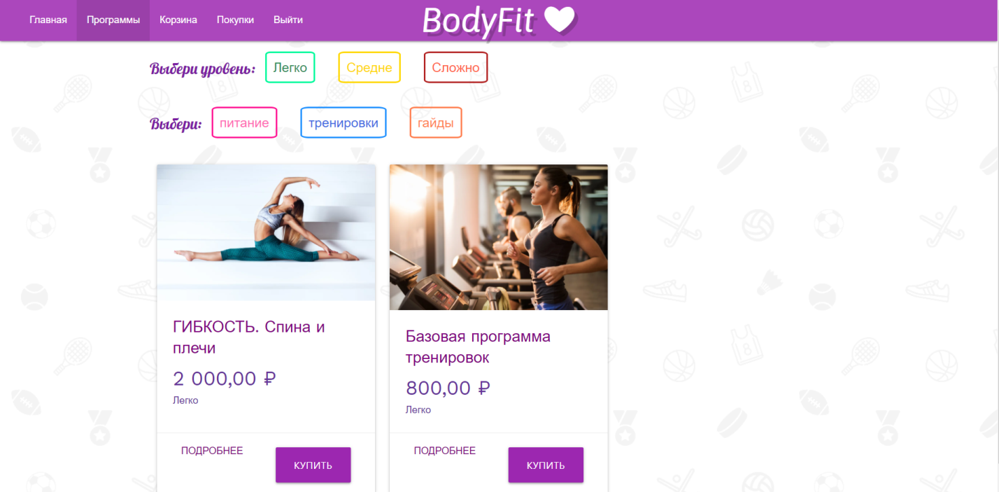 Главная Программы Корзина Покупки Выйти BodyFit
Выбери уровень: Легко Средне Сложно
Выбери: питание тренировки гайды
ГИБКОСТЬ. Спина и
плечи
2 000,00 ₽
Легко
ПОДРОБНЕЕ КУПИТЬ
Базовая программа
тренировок
800,00 ₽
Легко
ПОДРОБНЕЕ КУПИТЬ